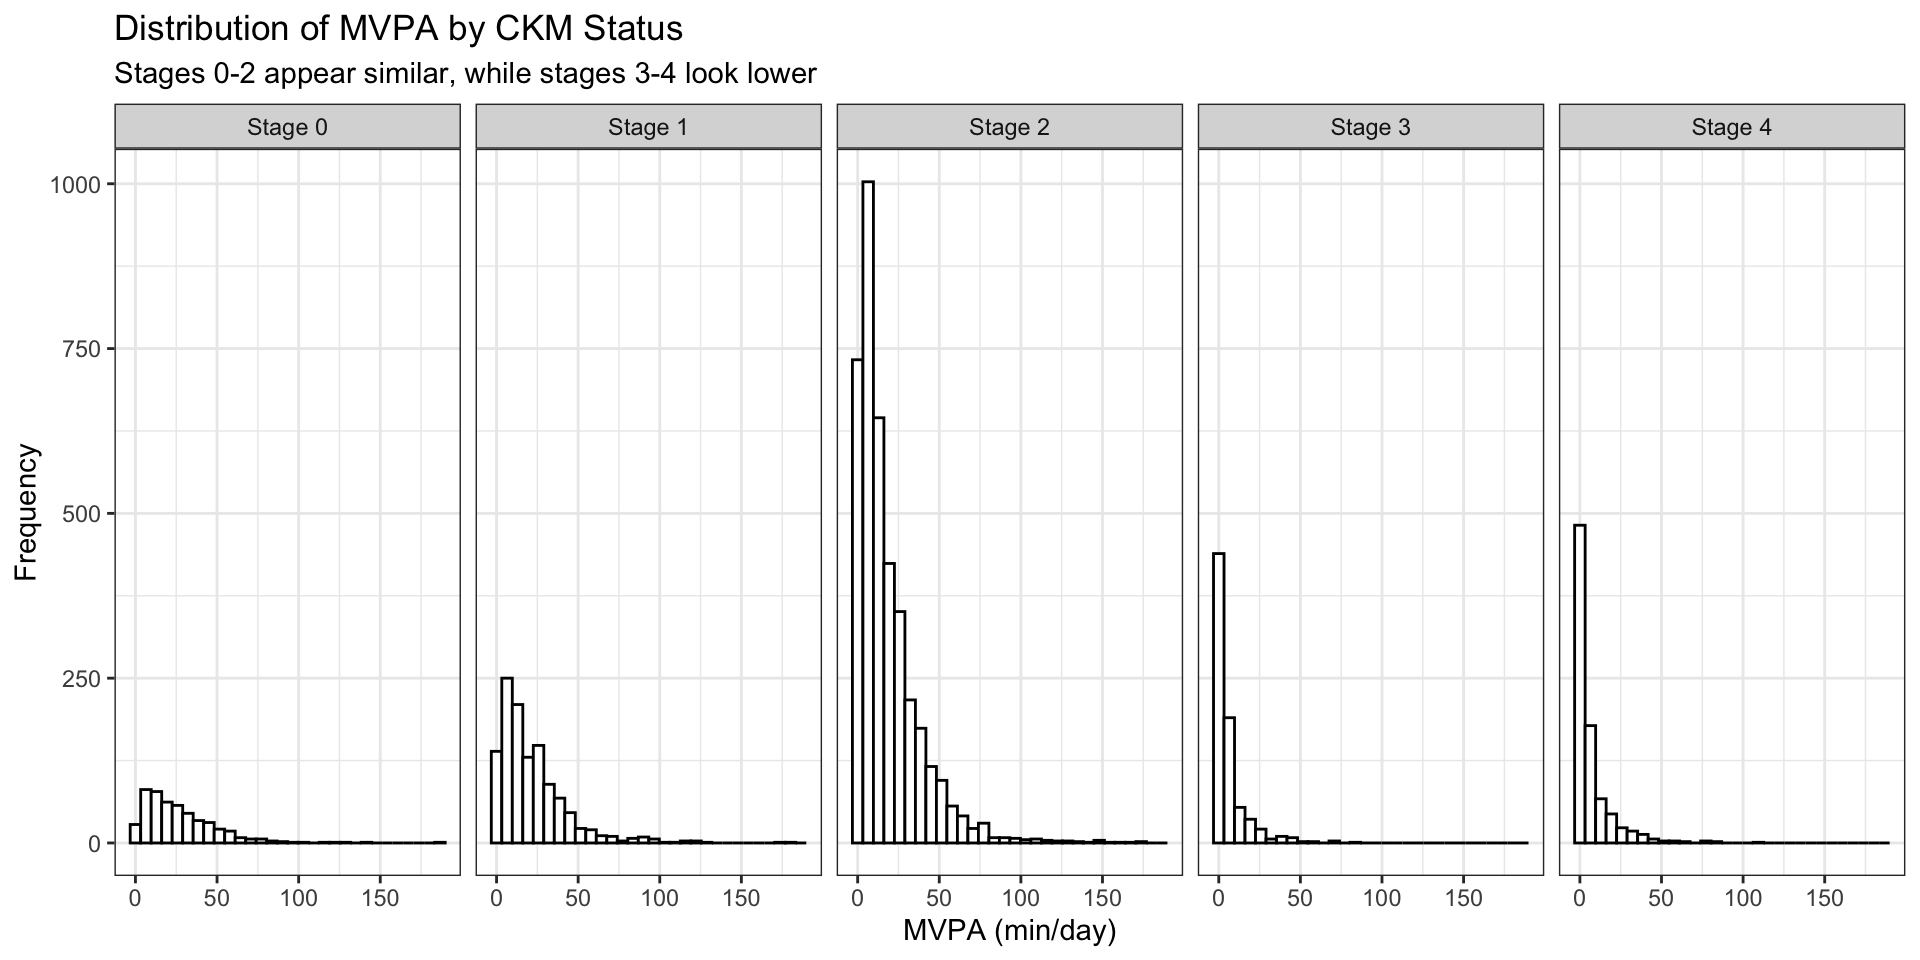 Distribution of MVPA by CKM Status
Stages 0-2 appear similar, while stages 3-4 look lower
Stage 0 Stage 1 Stage 2 Stage 3 Stage 4
1000
750
500
250
0
Frequency
0 50 100 150 0 50 100 150 0 50 100 150 0 50 100 150 0 50 100 150
MVPA (min/day)